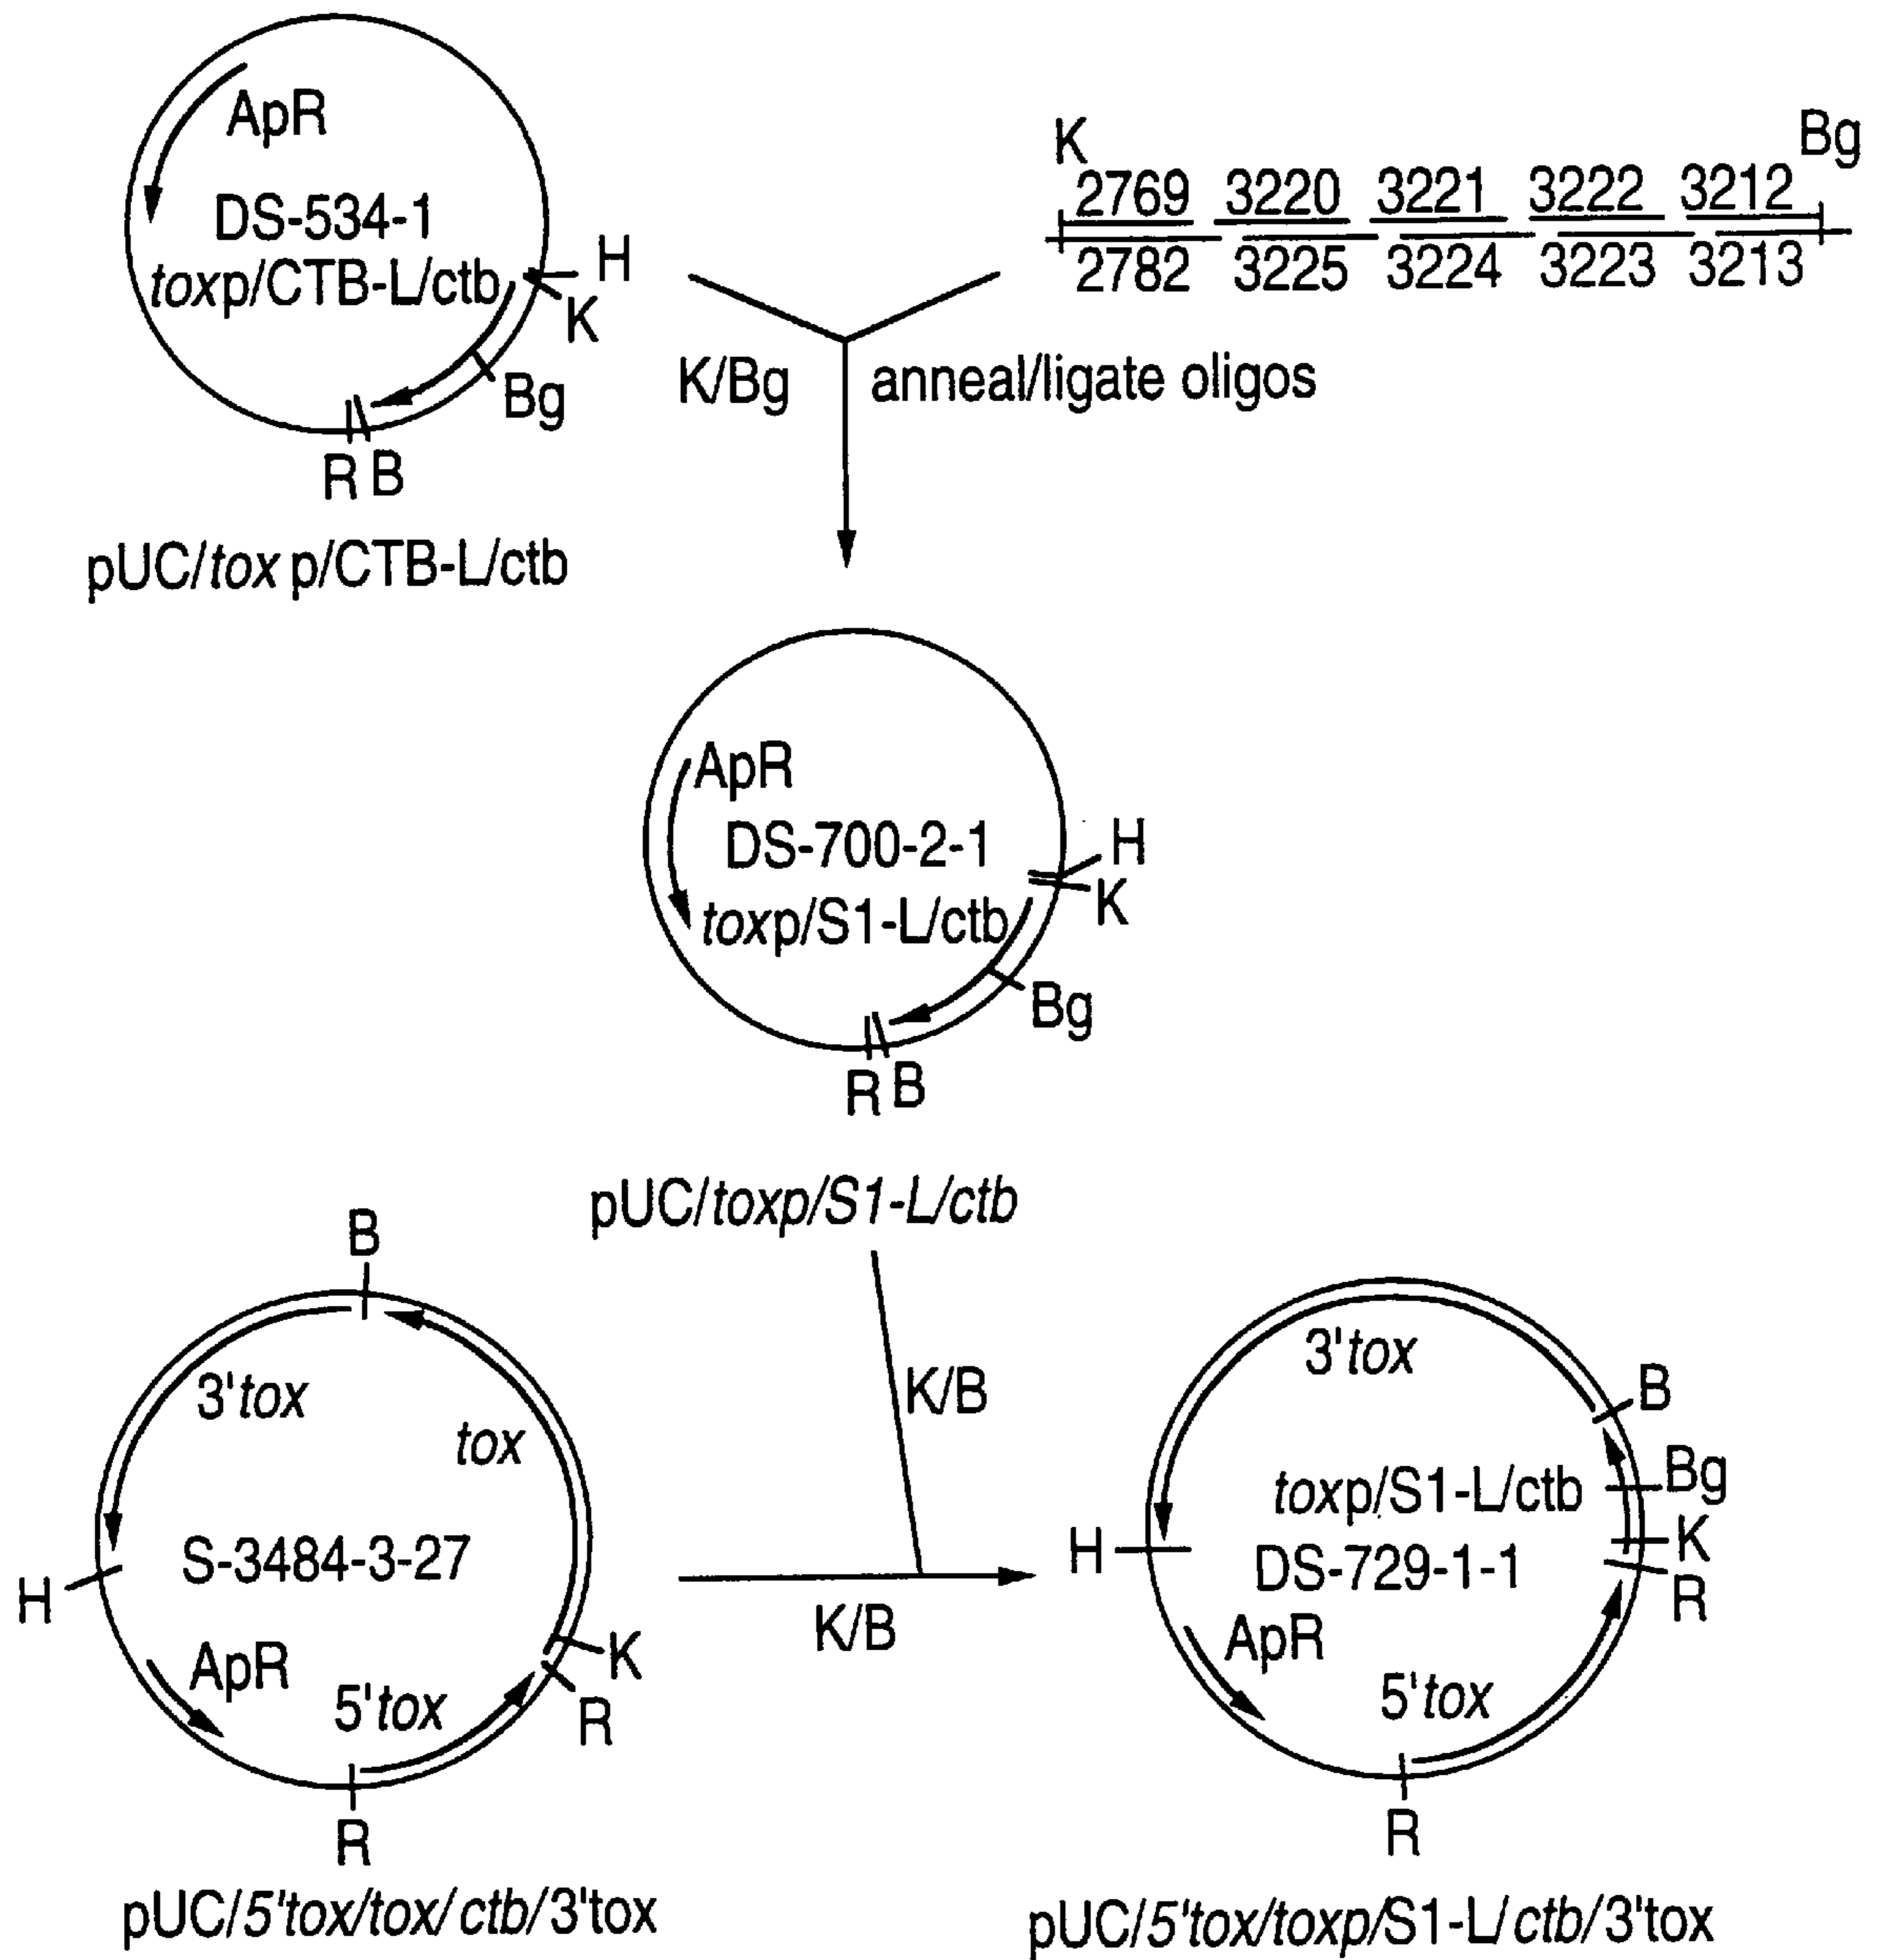 ApR
DS-534-1
toxp/CTB-L/ctb
H
K
Bg
R B
pUC/tox p/CTB-L/ctb
K
Bg
2769 3220 3221 3222 3212
2782 3225 3224 3223 3213
K/Bg
anneal/ligate oligos
ApR
DS-700-2-1
toxp/S1-L/ctb
H
K
Bg
R B
pUC/toxp/S1-L/ctb
K/B
B
3'tox
tox
S-3484-3-27
H
ApR
5'tox
K
R
R
pUC/5'tox/tox/ctb/3'tox
K/B
3'tox
B
Bg
toxp/S1-L/ctb
K
H
DS-729-1-1
R
ApR
5'tox
R
pUC/5'tox/toxp/S1-L/ctb/3'tox